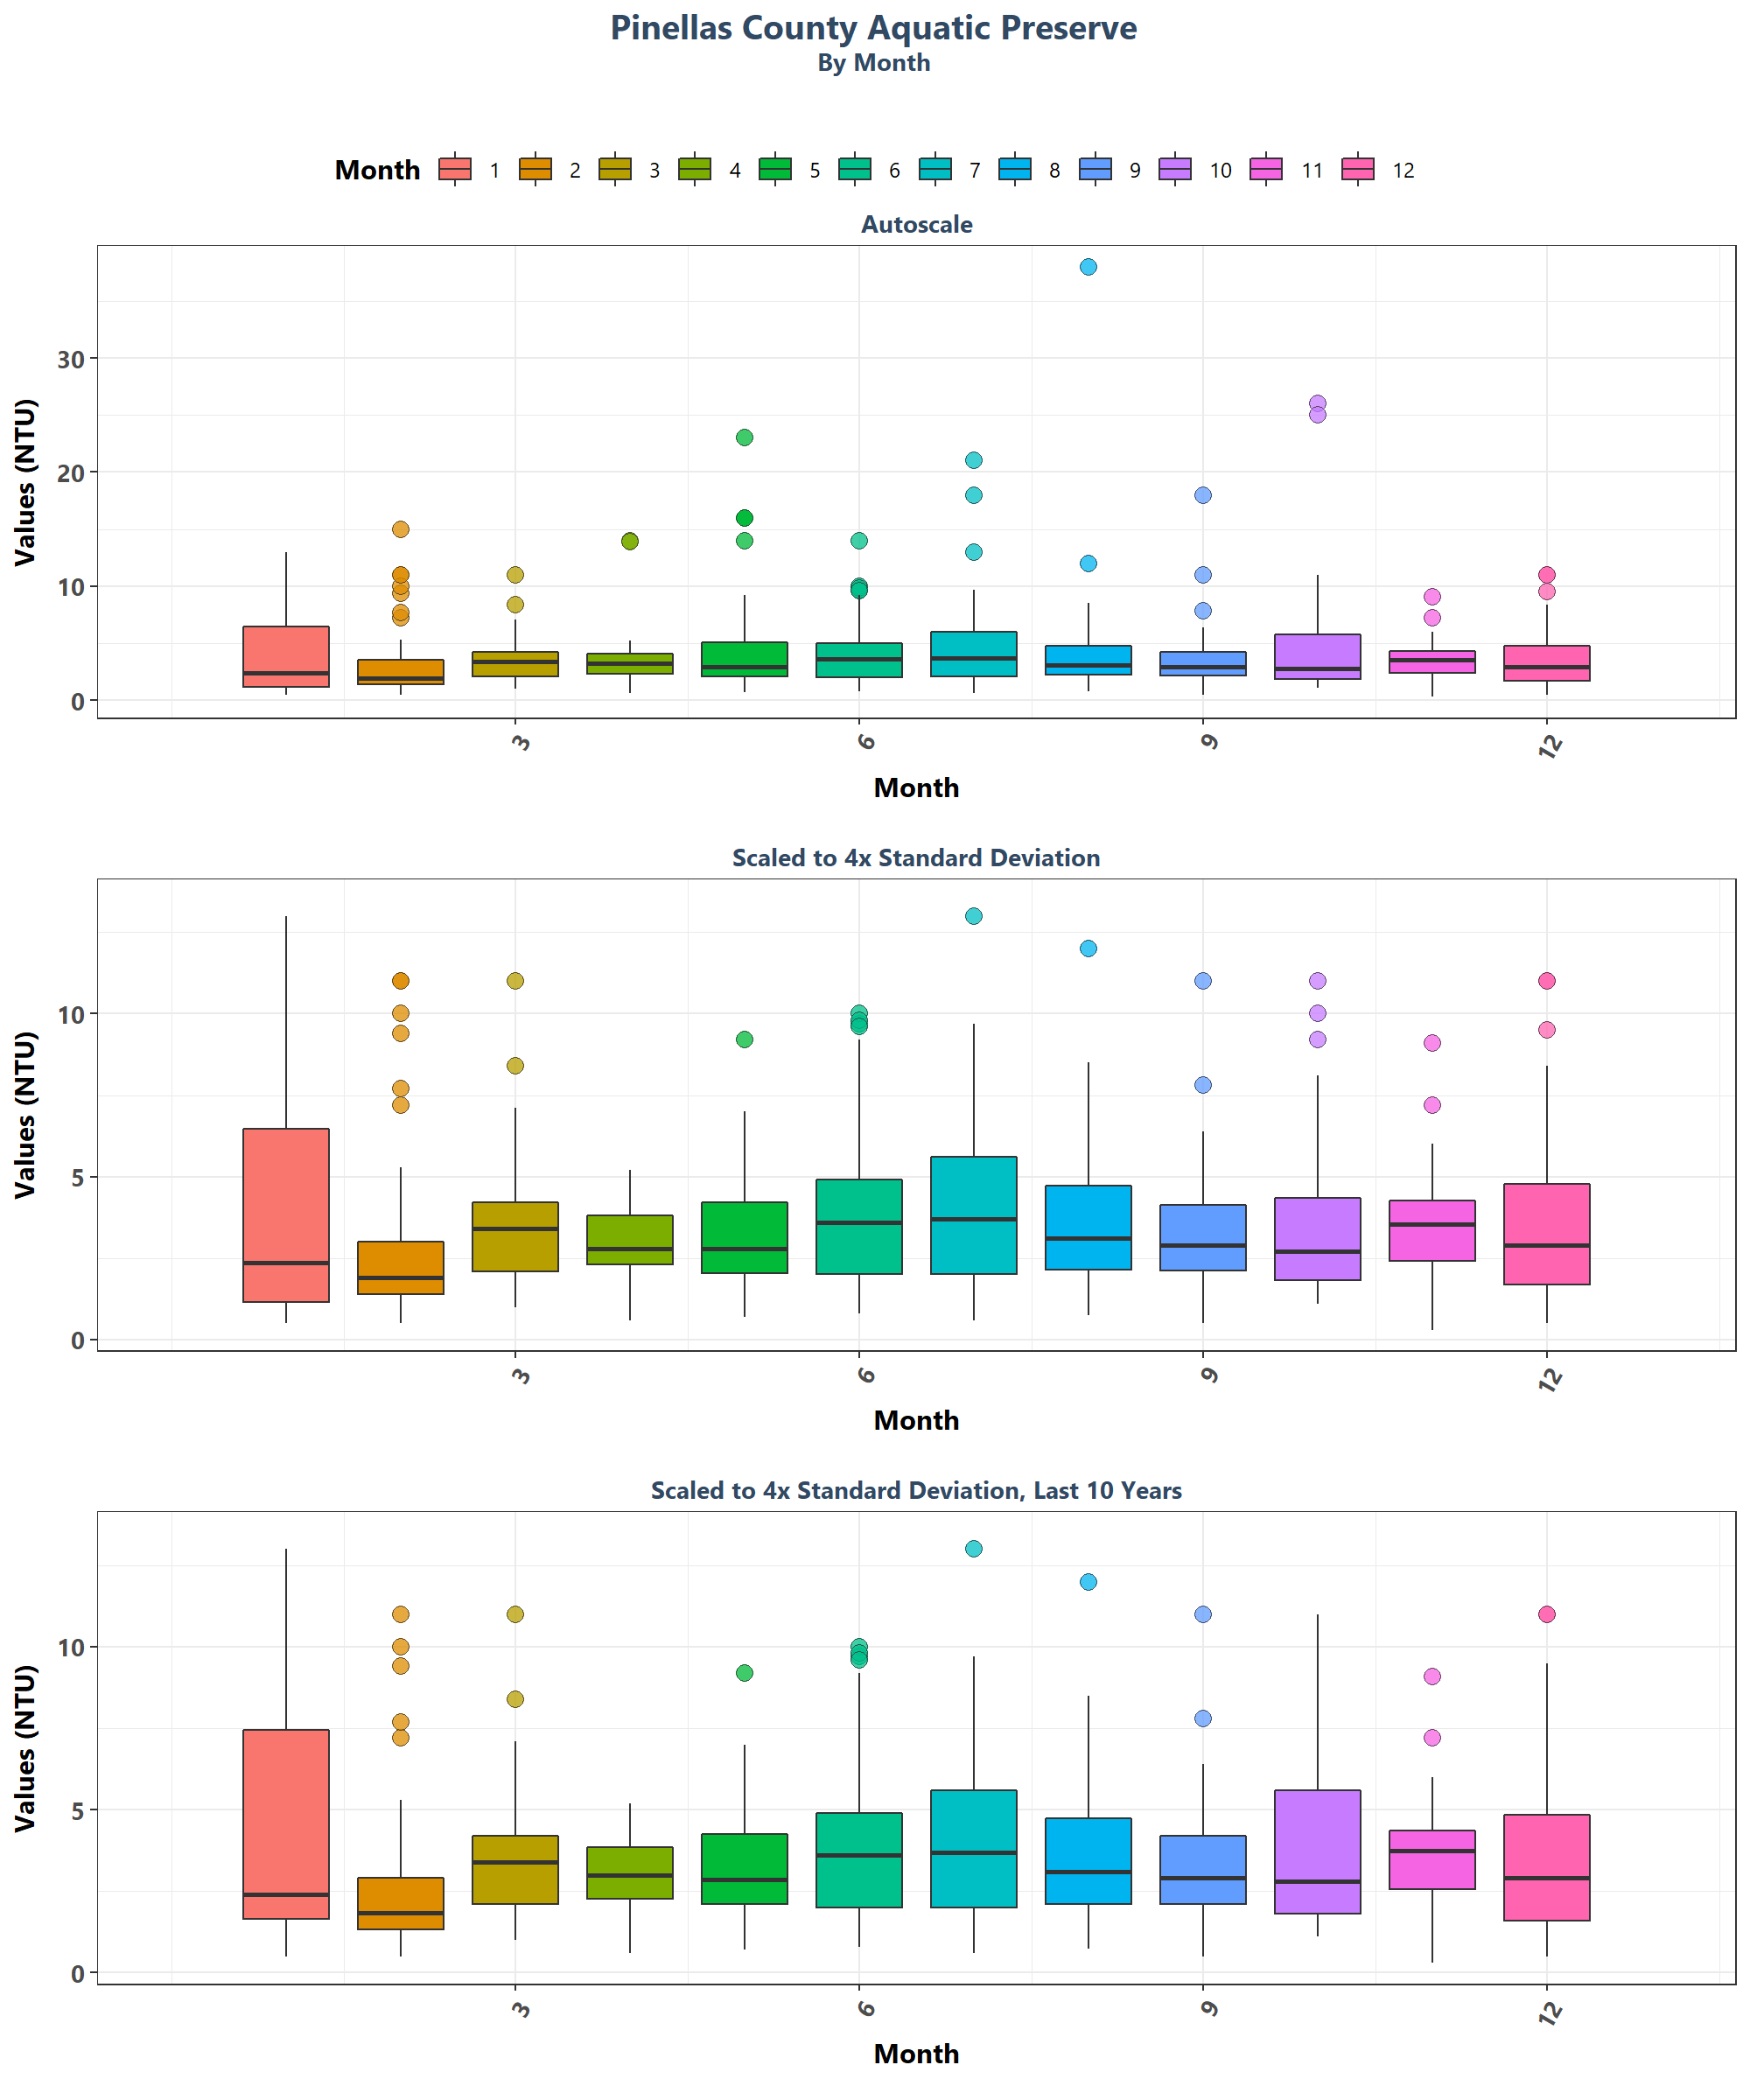 Pinellas County Aquatic Preserve
By Month
Month 1 2 3 4 5 6 7 8 9 10 11 12
Autoscale
Values (NTU)
30
20
10
0
3 6 9 12
Month
Scaled to 4x Standard Deviation
Values (NTU)
10
5
0
3 6 9 12
Month
Scaled to 4x Standard Deviation, Last 10 Years
Values (NTU)
10
5
0
3 6 9 12
Month